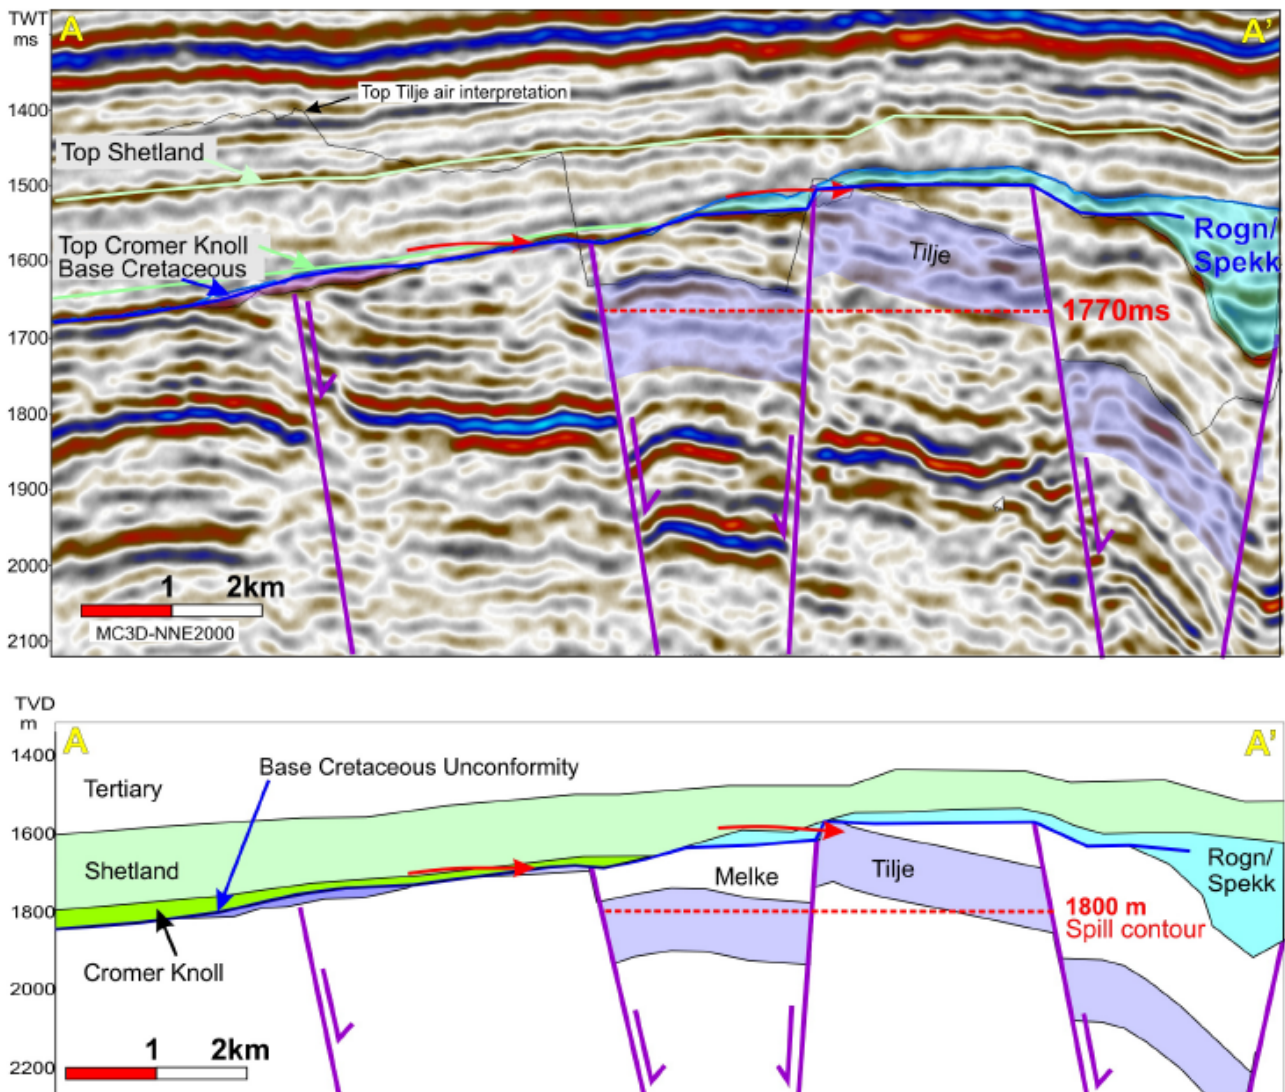 TWT
ms
A
A'
Top Tilje air interpretation
1400
Top Shetland
1500
Top Cromer Knoll
Base Cretaceous
Rogn/
Spekk
Tilje
1600
1770ms
1700
1800
1900
2000
1 2km
MC3D-NNE2000
2100
TVD
m
A
A'
1400
Base Cretaceous Unconformity
Tertiary
1600
Shetland
Melke
Tilje
Rogn/
Spekk
1800
1800 m
Spill contour
Cromer Knoll
2000
1 2km
2200